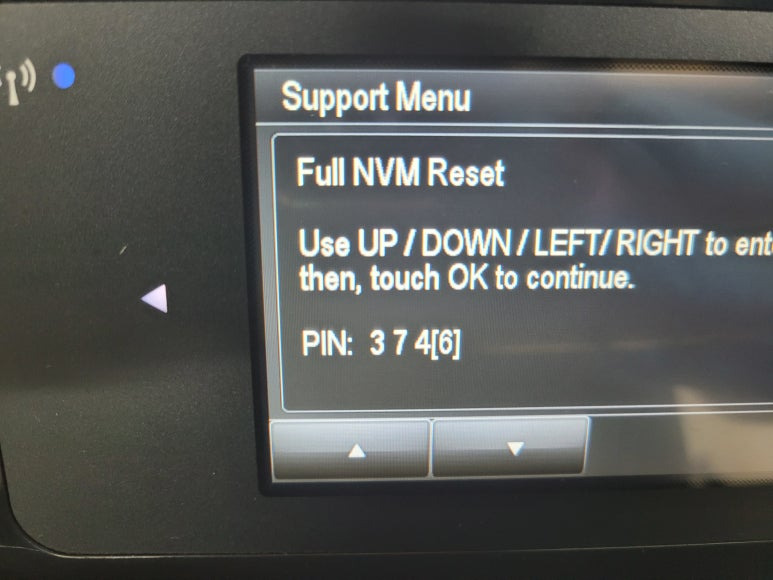 Support Menu
Full NVM Reset
Use UP / DOWN / LEFT/ RIGHT to
then, touch OK to continue.
PIN: 3 7 4[6]